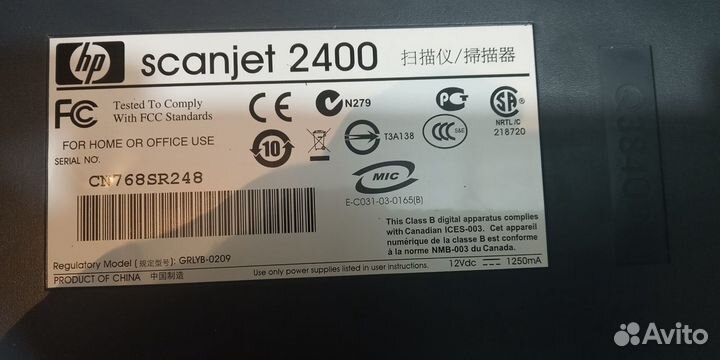 hp scanjet 2400 扫描仪/掃描器
FC Tested To Comply
With FCC Standards
FOR HOME OR OFFICE USE
CE
N279
PCT
SA
NRTL/C
218720
10
T3A138
CCC S&E
SERIAL NO.
CN768SR248
MIC
E-C031-03-0165(B)
This Class B digital apparatus complies
with Canadian ICES-003. Cet appareil
numérique de la classe B est conforme
à la norme NMB-003 du Canada.
Regulatory Model (规定型号): GRLYB-0209
PRODUCT OF CHINA 中国制造
Use only power supplies listed in user instructions.
12Vdc 1250mA
Avito